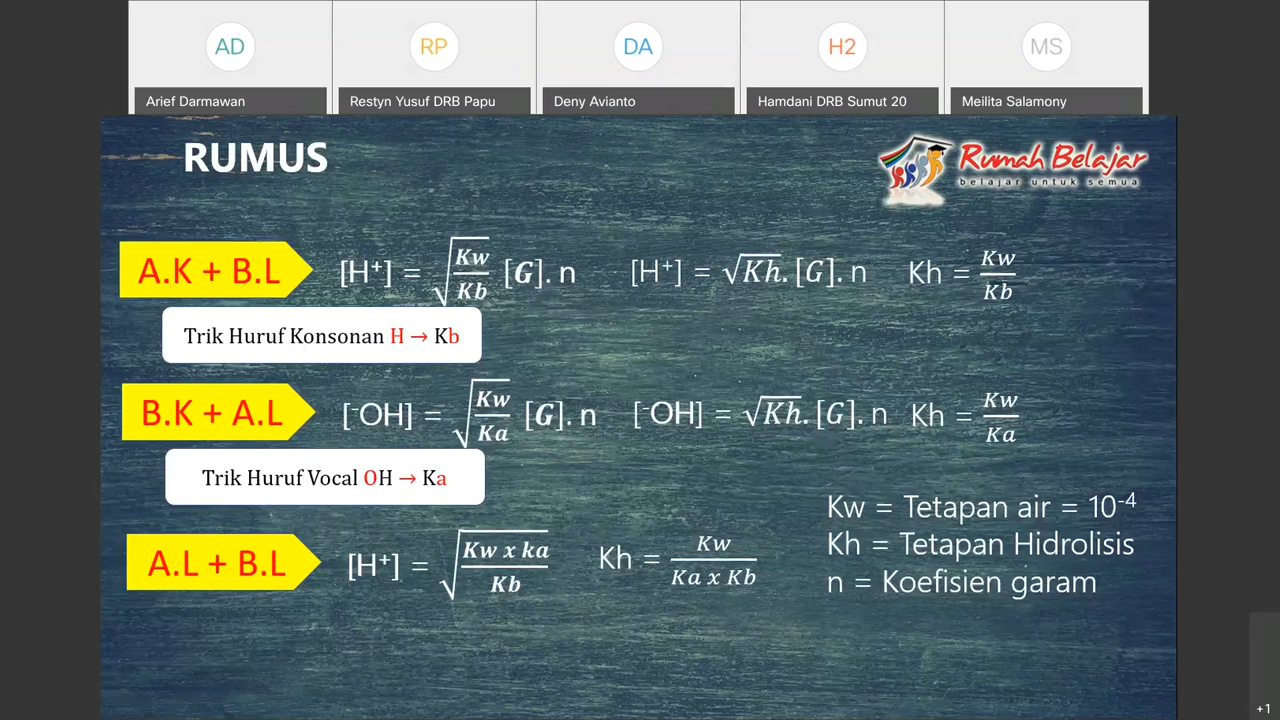 AD RP DA H2 MS
Arief Darmawan Restyn Yusuf DRB Papu Deny Avianto Hamdani DRB Sumut 20 Meilita Salamony
RUMUS
Rumah Belajar
belajar untuk semua
A.K + B.L [H⁺] = √(Kw/Kb) [G]. n [H⁺] = √Kh. [G]. n Kh = Kw/Kb
Trik Huruf Konsonan H → Kb
B.K + A.L [⁻OH] = √(Kw/Ka) [G]. n [⁻OH] = √Kh. [G]. n Kh = Kw/Ka
Trik Huruf Vocal OH → Ka
A.L + B.L [H⁺] = √(Kw x ka/Kb) Kh = Kw/(Ka x Kb)
Kw = Tetapan air = 10⁻⁴
Kh = Tetapan Hidrolisis
n = Koefisien garam
+1